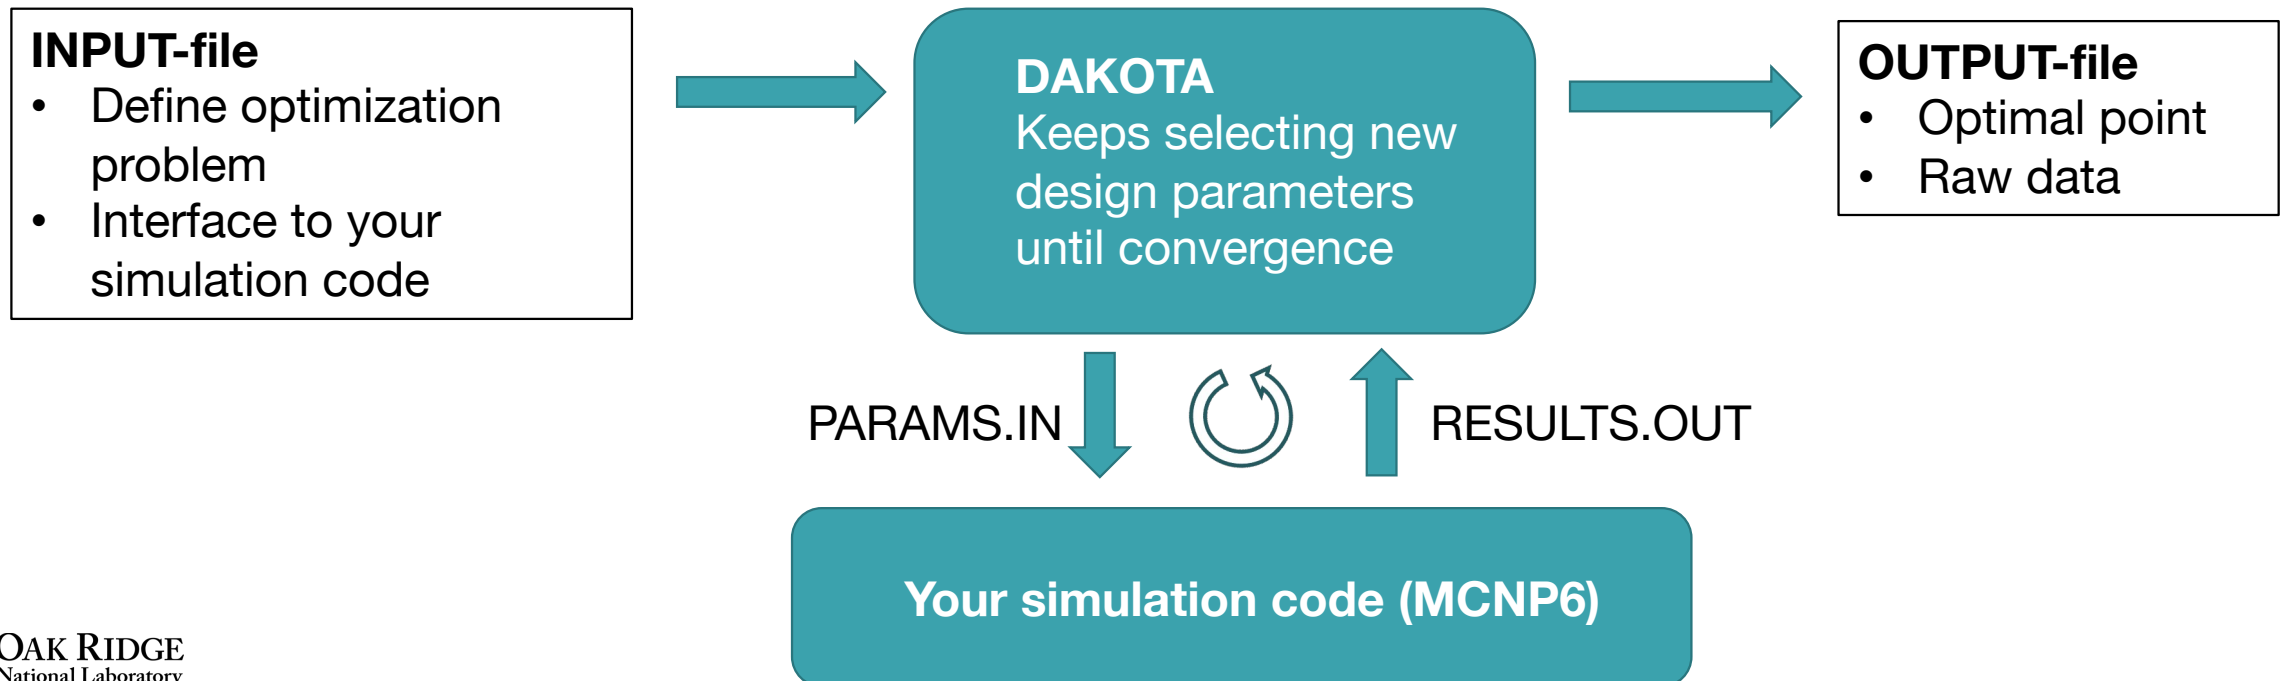 INPUT-file
• Define optimization
problem
• Interface to your
simulation code
DAKOTA
Keeps selecting new
design parameters
until convergence
OUTPUT-file
• Optimal point
• Raw data
PARAMS.IN
RESULTS.OUT
Your simulation code (MCNP6)
OAK RIDGE
National Laboratory